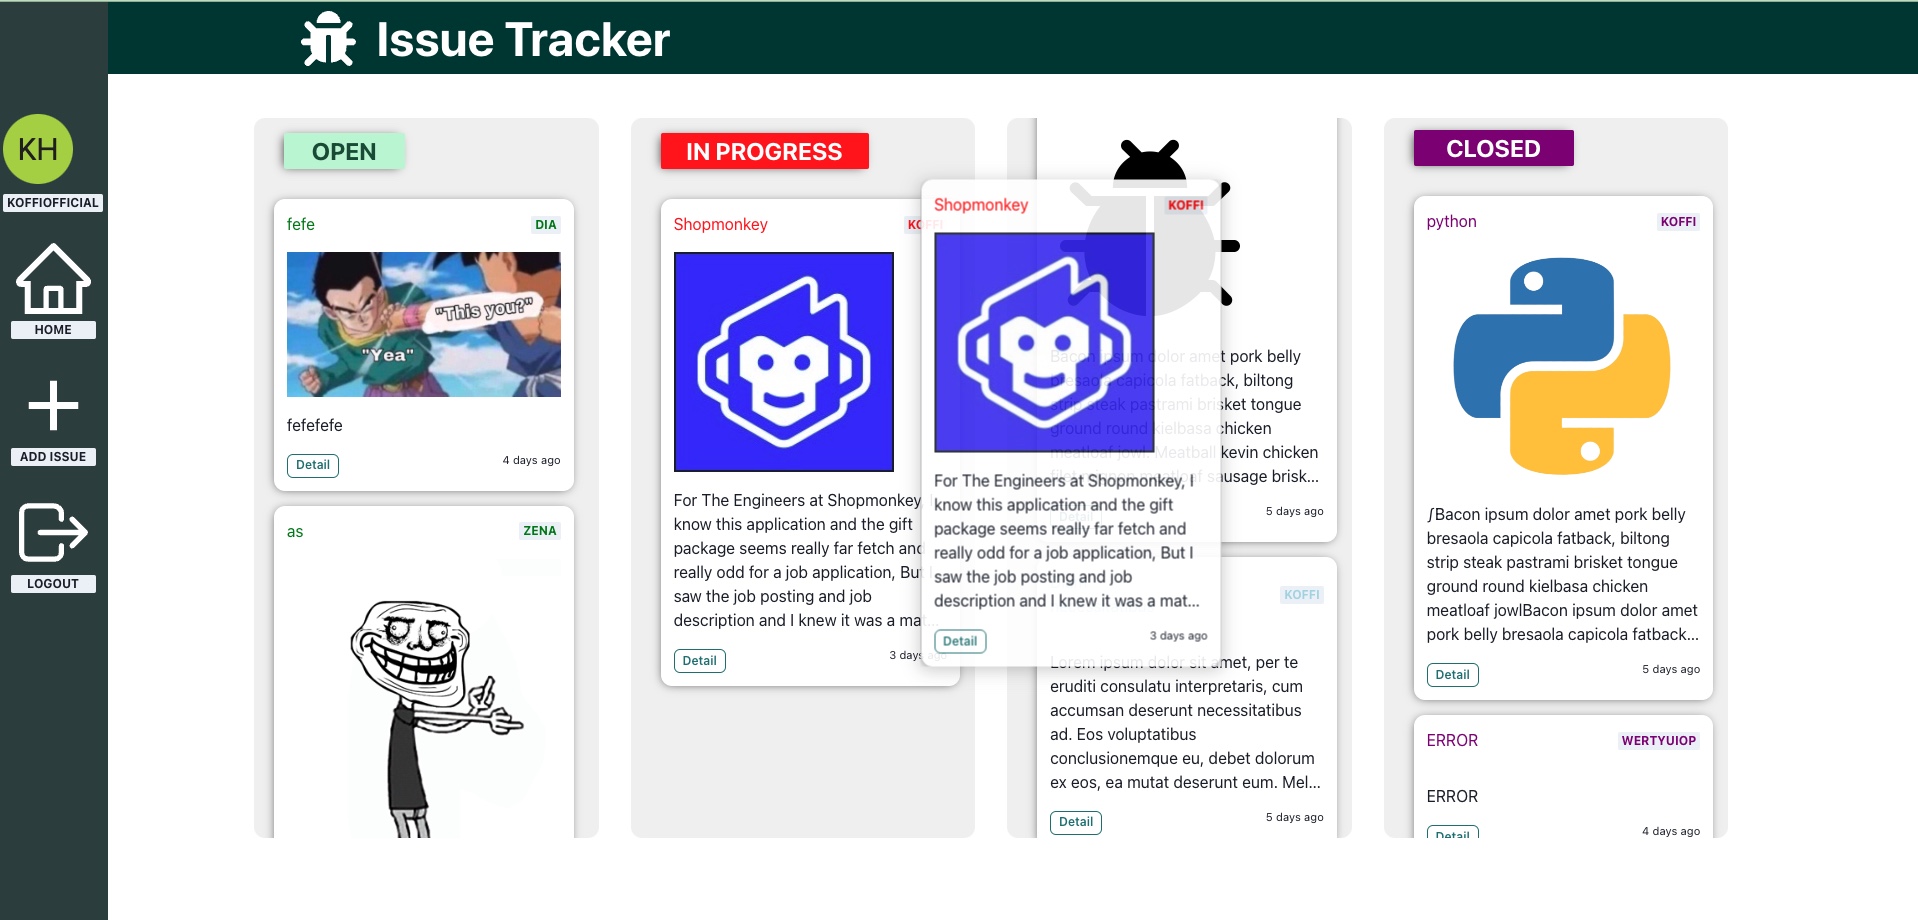 Issue Tracker
KH
KOFFIOFFICIAL
HOME
ADD ISSUE
LOGOUT
OPEN
fefe
DIA
"This you?"
"Yea"
fefefefe
Detail
4 days ago
as
ZENA
IN PROGRESS
Shopmonkey
KOFFI
For The Engineers at Shopmonkey, I
know this application and the gift
package seems really far fetch and
really odd for a job application, But I
saw the job posting and job
description and I knew it was a mat...
Detail
3 days ago
Shopmonkey
KOFFI
For The Engineers at Shopmonkey, I
know this application and the gift
package seems really far fetch and
really odd for a job application, But I
saw the job posting and job
description and I knew it was a mat...
Detail
3 days ago
Bacon ipsum dolor amet pork belly
bresaola capicola fatback, biltong
strip steak pastrami brisket tongue
ground round kielbasa chicken
meatloaf jowl. Meatball kevin chicken
filet mignon meatloaf sausage brisk...
Detail
5 days ago
KOFFI
Lorem ipsum dolor sit amet, per te
eruditi consulatu interpretaris, cum
accumsan deserunt necessitatibus
ad. Eos voluptatibus
conclusionemque eu, debet dolorum
ex eos, ea mutat deserunt eum. Mel...
Detail
5 days ago
CLOSED
python
KOFFI
∫Bacon ipsum dolor amet pork belly
bresaola capicola fatback, biltong
strip steak pastrami brisket tongue
ground round kielbasa chicken
meatloaf jowlBacon ipsum dolor amet
pork belly bresaola capicola fatback...
Detail
5 days ago
ERROR
WERTYUIOP
ERROR
Detail
4 days ago